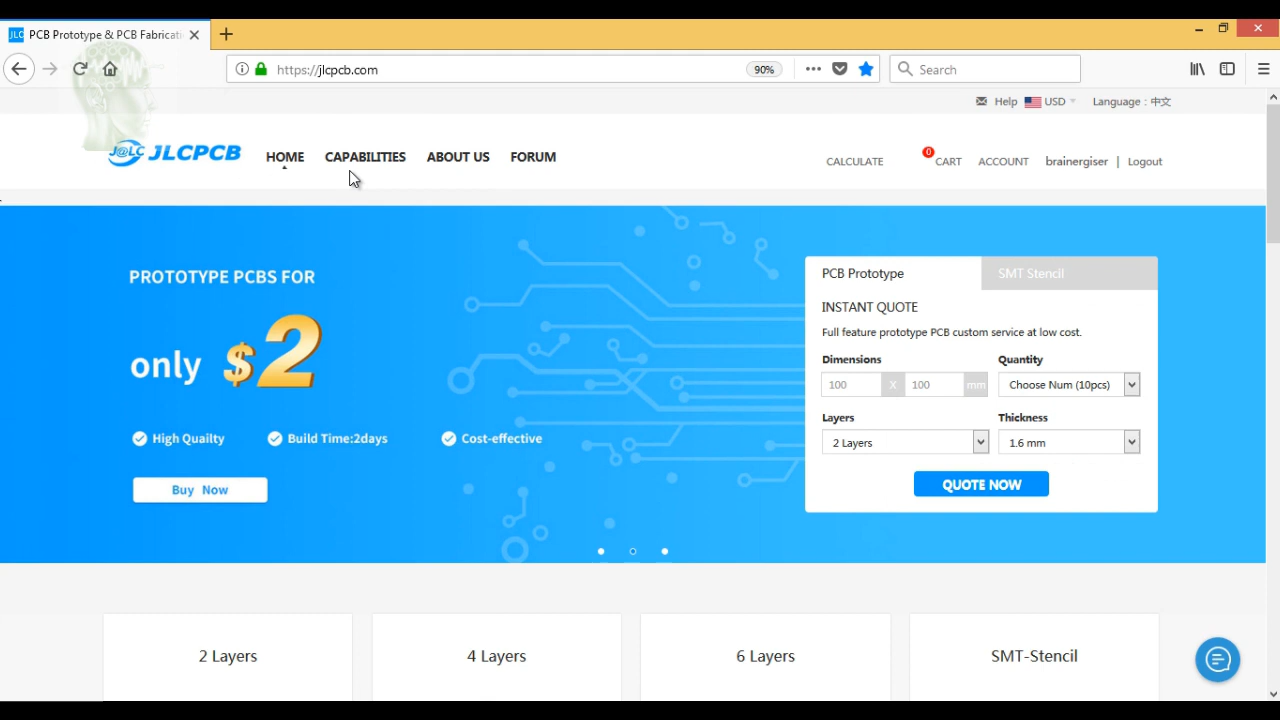 JLC PCB Prototype & PCB Fabricati
https://jlcpcb.com 90% Search
Help USD Language : 中文
J@LC JLCPCB HOME CAPABILITIES ABOUT US FORUM CALCULATE 0 CART ACCOUNT brainergiser | Logout
PROTOTYPE PCBS FOR
only $2
High Quailty Build Time:2days Cost-effective
Buy Now
PCB Prototype SMT Stencil
INSTANT QUOTE
Full feature prototype PCB custom service at low cost.
Dimensions Quantity
100 X 100 mm Choose Num (10pcs)
Layers Thickness
2 Layers 1.6 mm
QUOTE NOW
2 Layers 4 Layers 6 Layers SMT-Stencil